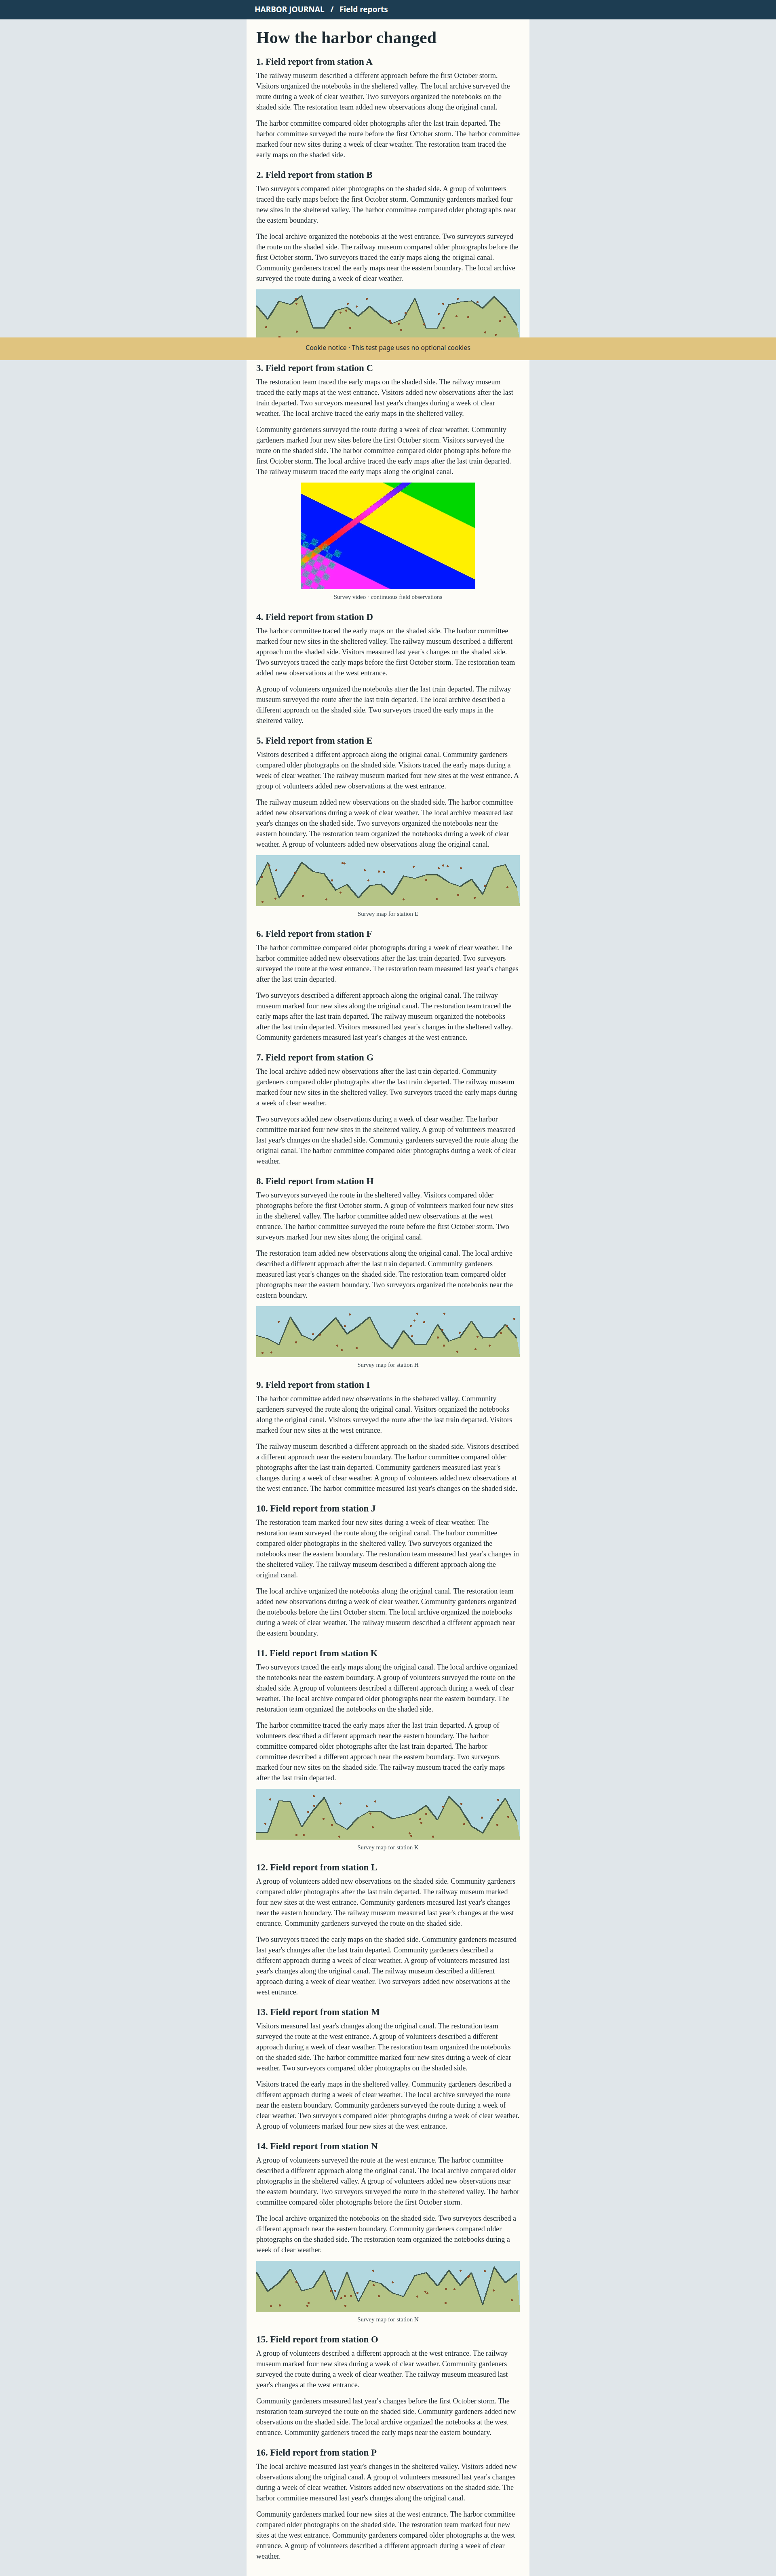 HARBOR JOURNAL / Field reports
How the harbor changed
1. Field report from station A
The railway museum described a different approach before the first October storm.
Visitors organized the notebooks in the sheltered valley. The local archive surveyed the
route during a week of clear weather. Two surveyors organized the notebooks on the
shaded side. The restoration team added new observations along the original canal.
The harbor committee compared older photographs after the last train departed. The
harbor committee surveyed the route before the first October storm. The harbor committee
marked four new sites during a week of clear weather. The restoration team traced the
early maps on the shaded side.
2. Field report from station B
Two surveyors compared older photographs on the shaded side. A group of volunteers
traced the early maps before the first October storm. Community gardeners marked four
new sites in the sheltered valley. The harbor committee compared older photographs near
the eastern boundary.
The local archive organized the notebooks at the west entrance. Two surveyors surveyed
the route on the shaded side. The railway museum compared older photographs before the
first October storm. Two surveyors traced the early maps along the original canal.
Community gardeners traced the early maps near the eastern boundary. The local archive
surveyed the route during a week of clear weather.
Cookie notice · This test page uses no optional cookies
3. Field report from station C
The restoration team traced the early maps on the shaded side. The railway museum
traced the early maps at the west entrance. Visitors added new observations after the last
train departed. Two surveyors measured last year's changes during a week of clear
weather. The local archive traced the early maps in the sheltered valley.
Community gardeners surveyed the route during a week of clear weather. Community
gardeners marked four new sites before the first October storm. Visitors surveyed the
route on the shaded side. The harbor committee compared older photographs before the
first October storm. The local archive traced the early maps after the last train departed.
The railway museum traced the early maps along the original canal.
Survey video · continuous field observations
4. Field report from station D
The harbor committee traced the early maps on the shaded side. The harbor committee
marked four new sites in the sheltered valley. The railway museum described a different
approach on the shaded side. Visitors measured last year's changes on the shaded side.
Two surveyors traced the early maps before the first October storm. The restoration team
added new observations at the west entrance.
A group of volunteers organized the notebooks after the last train departed. The railway
museum surveyed the route after the last train departed. The local archive described a
different approach on the shaded side. Two surveyors traced the early maps in the
sheltered valley.
5. Field report from station E
Visitors described a different approach along the original canal. Community gardeners
compared older photographs on the shaded side. Visitors traced the early maps during a
week of clear weather. The railway museum marked four new sites at the west entrance. A
group of volunteers added new observations at the west entrance.
The railway museum added new observations on the shaded side. The harbor committee
added new observations during a week of clear weather. The local archive measured last
year's changes on the shaded side. Two surveyors organized the notebooks near the
eastern boundary. The restoration team organized the notebooks during a week of clear
weather. A group of volunteers added new observations along the original canal.
Survey map for station E
6. Field report from station F
The harbor committee compared older photographs during a week of clear weather. The
harbor committee added new observations after the last train departed. Two surveyors
surveyed the route at the west entrance. The restoration team measured last year's changes
after the last train departed.
Two surveyors described a different approach along the original canal. The railway
museum marked four new sites along the original canal. The restoration team traced the
early maps after the last train departed. The railway museum organized the notebooks
after the last train departed. Visitors measured last year's changes in the sheltered valley.
Community gardeners measured last year's changes at the west entrance.
7. Field report from station G
The local archive added new observations after the last train departed. Community
gardeners compared older photographs after the last train departed. The railway museum
marked four new sites in the sheltered valley. Two surveyors traced the early maps during
a week of clear weather.
Two surveyors added new observations during a week of clear weather. The harbor
committee marked four new sites in the sheltered valley. A group of volunteers measured
last year's changes on the shaded side. Community gardeners surveyed the route along the
original canal. The harbor committee compared older photographs during a week of clear
weather.
8. Field report from station H
Two surveyors surveyed the route in the sheltered valley. Visitors compared older
photographs before the first October storm. A group of volunteers marked four new sites
in the sheltered valley. The harbor committee added new observations at the west
entrance. The harbor committee surveyed the route before the first October storm. Two
surveyors marked four new sites along the original canal.
The restoration team added new observations along the original canal. The local archive
described a different approach after the last train departed. Community gardeners
measured last year's changes on the shaded side. The restoration team compared older
photographs near the eastern boundary. Two surveyors organized the notebooks near the
eastern boundary.
Survey map for station H
9. Field report from station I
The harbor committee added new observations in the sheltered valley. Community
gardeners surveyed the route along the original canal. Visitors organized the notebooks
along the original canal. Visitors surveyed the route after the last train departed. Visitors
marked four new sites at the west entrance.
The railway museum described a different approach on the shaded side. Visitors described
a different approach near the eastern boundary. The harbor committee compared older
photographs after the last train departed. Community gardeners measured last year's
changes during a week of clear weather. A group of volunteers added new observations at
the west entrance. The harbor committee measured last year's changes on the shaded side.
10. Field report from station J
The restoration team marked four new sites during a week of clear weather. The
restoration team surveyed the route along the original canal. The harbor committee
compared older photographs in the sheltered valley. Two surveyors organized the
notebooks near the eastern boundary. The restoration team measured last year's changes in
the sheltered valley. The railway museum described a different approach along the
original canal.
The local archive organized the notebooks along the original canal. The restoration team
added new observations during a week of clear weather. Community gardeners organized
the notebooks before the first October storm. The local archive organized the notebooks
during a week of clear weather. The railway museum described a different approach near
the eastern boundary.
11. Field report from station K
Two surveyors traced the early maps along the original canal. The local archive organized
the notebooks near the eastern boundary. A group of volunteers surveyed the route on the
shaded side. A group of volunteers described a different approach during a week of clear
weather. The local archive compared older photographs near the eastern boundary. The
restoration team organized the notebooks on the shaded side.
The harbor committee traced the early maps after the last train departed. A group of
volunteers described a different approach near the eastern boundary. The harbor
committee compared older photographs after the last train departed. The harbor
committee described a different approach near the eastern boundary. Two surveyors
marked four new sites on the shaded side. The railway museum traced the early maps
after the last train departed.
Survey map for station K
12. Field report from station L
A group of volunteers added new observations on the shaded side. Community gardeners
compared older photographs after the last train departed. The railway museum marked
four new sites at the west entrance. Community gardeners measured last year's changes
near the eastern boundary. The railway museum measured last year's changes at the west
entrance. Community gardeners surveyed the route on the shaded side.
Two surveyors traced the early maps on the shaded side. Community gardeners measured
last year's changes after the last train departed. Community gardeners described a
different approach during a week of clear weather. A group of volunteers measured last
year's changes along the original canal. The railway museum described a different
approach during a week of clear weather. Two surveyors added new observations at the
west entrance.
13. Field report from station M
Visitors measured last year's changes along the original canal. The restoration team
surveyed the route at the west entrance. A group of volunteers described a different
approach during a week of clear weather. The restoration team organized the notebooks
on the shaded side. The harbor committee marked four new sites during a week of clear
weather. Two surveyors compared older photographs on the shaded side.
Visitors traced the early maps in the sheltered valley. Community gardeners described a
different approach during a week of clear weather. The local archive surveyed the route
near the eastern boundary. Community gardeners surveyed the route during a week of
clear weather. Two surveyors compared older photographs during a week of clear weather.
A group of volunteers marked four new sites at the west entrance.
14. Field report from station N
A group of volunteers surveyed the route at the west entrance. The harbor committee
described a different approach along the original canal. The local archive compared older
photographs in the sheltered valley. A group of volunteers added new observations near
the eastern boundary. Two surveyors surveyed the route in the sheltered valley. The harbor
committee compared older photographs before the first October storm.
The local archive organized the notebooks on the shaded side. Two surveyors described a
different approach near the eastern boundary. Community gardeners compared older
photographs on the shaded side. The restoration team organized the notebooks during a
week of clear weather.
Survey map for station N
15. Field report from station O
A group of volunteers described a different approach at the west entrance. The railway
museum marked four new sites during a week of clear weather. Community gardeners
surveyed the route during a week of clear weather. The railway museum measured last
year's changes at the west entrance.
Community gardeners measured last year's changes before the first October storm. The
restoration team surveyed the route on the shaded side. Community gardeners added new
observations on the shaded side. The local archive organized the notebooks at the west
entrance. Community gardeners traced the early maps near the eastern boundary.
16. Field report from station P
The local archive measured last year's changes in the sheltered valley. Visitors added new
observations along the original canal. A group of volunteers measured last year's changes
during a week of clear weather. Visitors added new observations on the shaded side. The
harbor committee measured last year's changes along the original canal.
Community gardeners marked four new sites at the west entrance. The harbor committee
compared older photographs on the shaded side. The restoration team marked four new
sites at the west entrance. Community gardeners compared older photographs at the west
entrance. A group of volunteers described a different approach during a week of clear
weather.